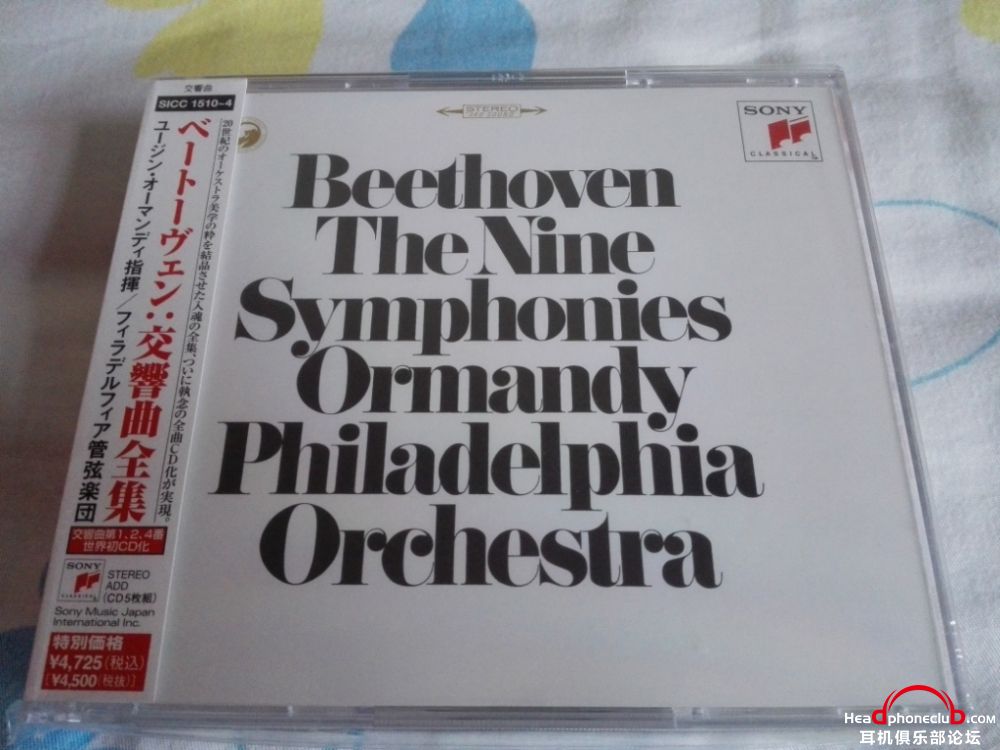 交響曲
SICC 1510~4
20世紀のオーケストラ美学の粋を結晶させた入魂の全集、ついに執念の全曲CD化が実現。
ベートーヴェン:交響曲全集
ユージン・オーマンディ指揮/フィラデルフィア管弦楽団
交響曲第1、2、4番
世界初CD化
SONY
CLASSICAL
STEREO
ADD
(CD5枚組)
Sony Music Japan
International Inc.
特別価格
¥4,725(税込)
[¥4,500(税抜)]
STEREO
360 SOUND
SONY
CLASSICAL
Beethoven
The Nine
Symphonies
Ormandy
Philadelphia
Orchestra
Headphoneclub.com
耳机俱乐部论坛